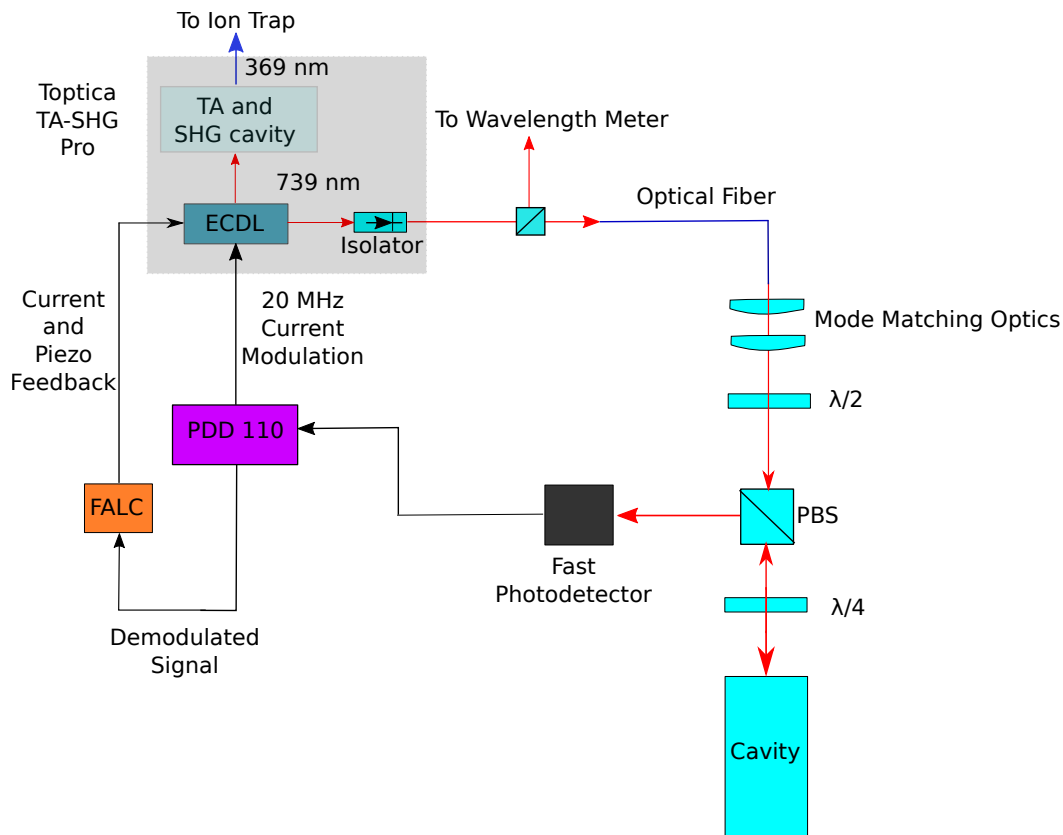 To Ion Trap
369 nm
Toptica
TA-SHG
Pro
TA and
SHG cavity
To Wavelength Meter
739 nm
Optical Fiber
ECDL
Isolator
Current
and
Piezo
Feedback
20 MHz
Current
Modulation
Mode Matching Optics
λ/2
PDD 110
FALC
PBS
Fast
Photodetector
λ/4
Demodulated
Signal
Cavity